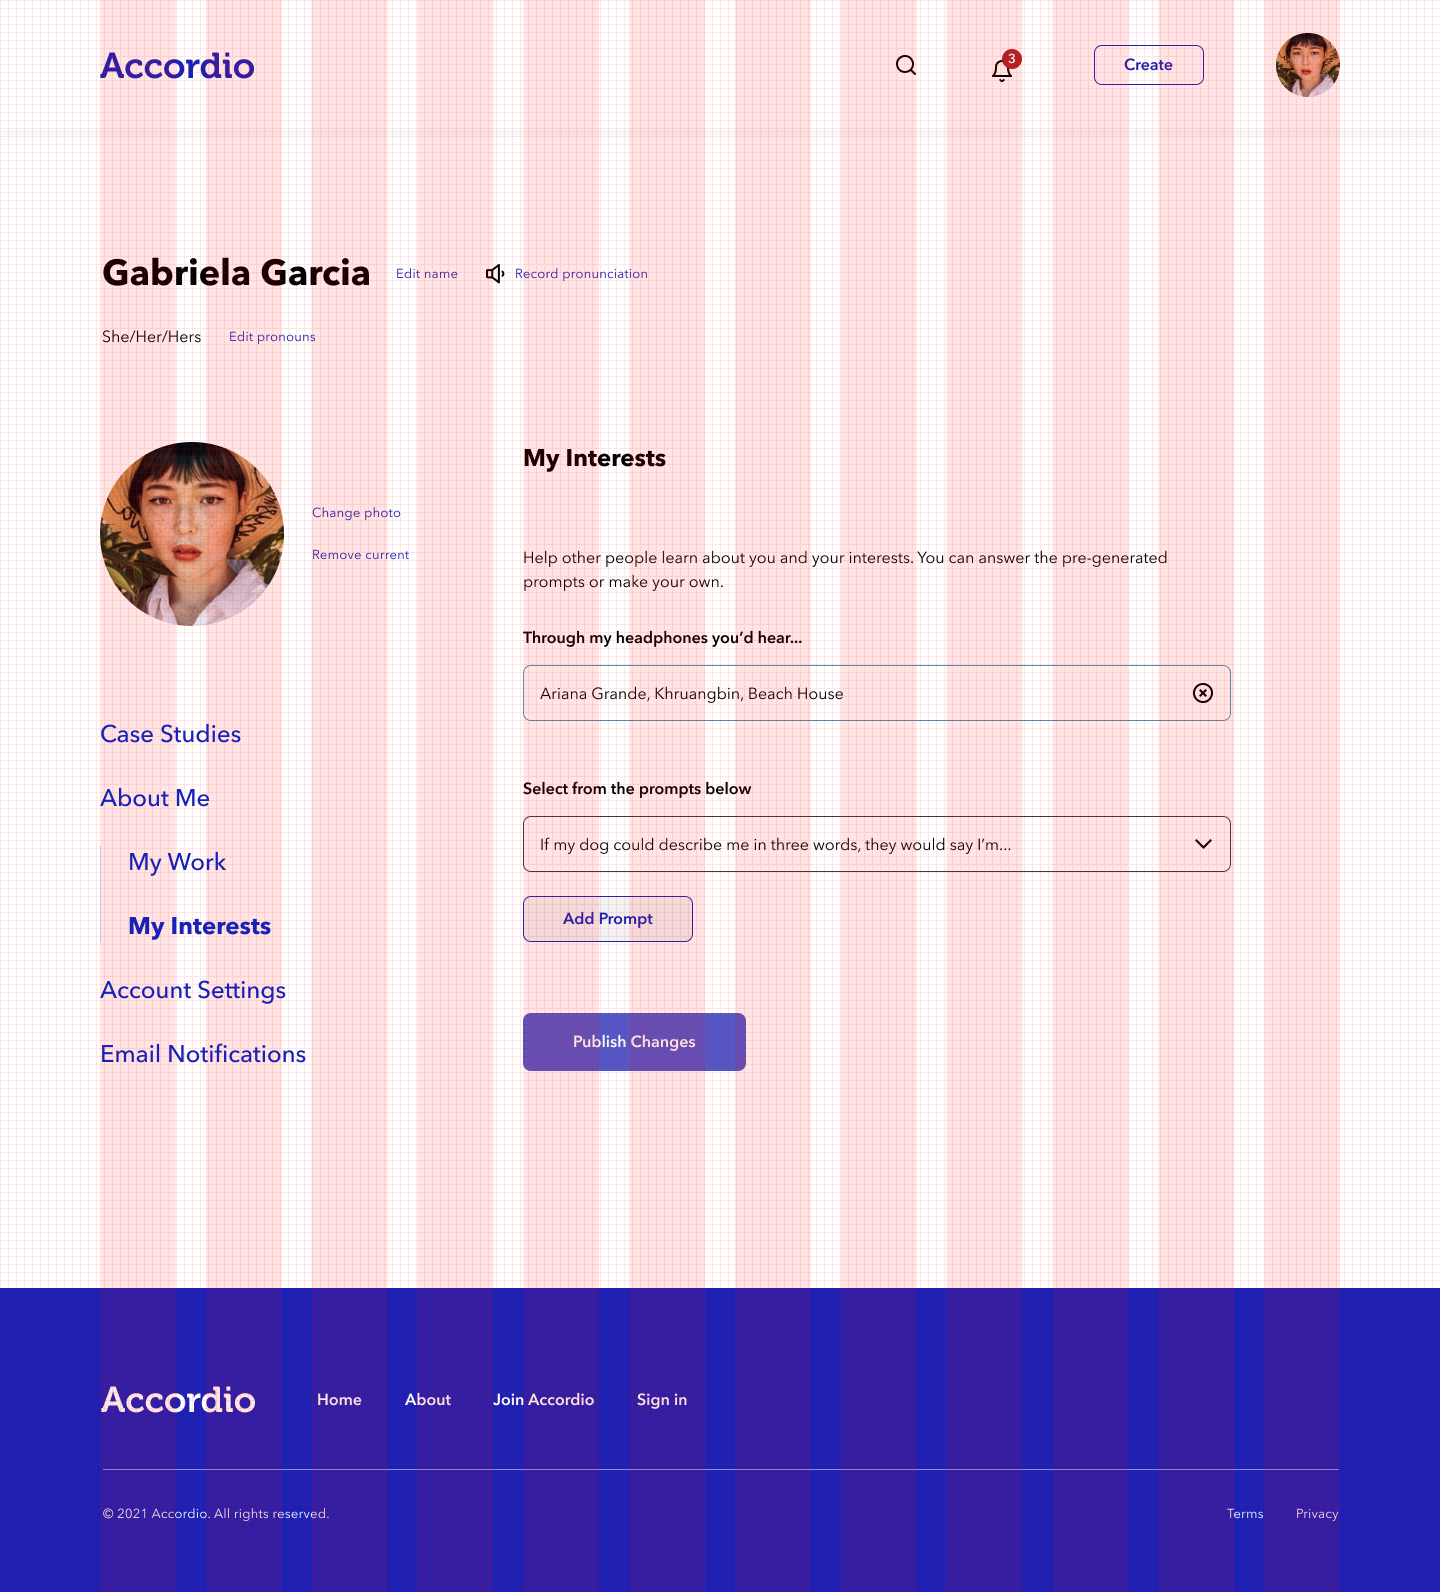 Accordio
3
Create
Gabriela Garcia
Edit name
Record pronunciation
She/Her/Hers
Edit pronouns
Change photo
Remove current
Case Studies
About Me
My Work
My Interests
Account Settings
Email Notifications
My Interests
Help other people learn about you and your interests. You can answer the pre-generated
prompts or make your own.
Through my headphones you’d hear...
Ariana Grande, Khruangbin, Beach House
Select from the prompts below
If my dog could describe me in three words, they would say I’m...
Add Prompt
Publish Changes
Accordio
Home
About
Join Accordio
Sign in
© 2021 Accordio. All rights reserved.
Terms
Privacy